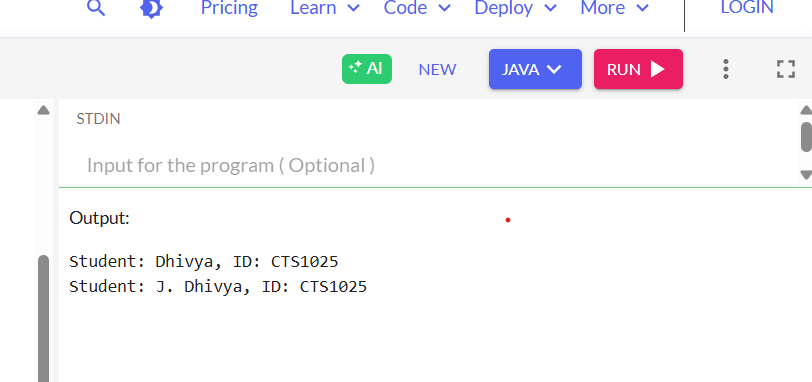 Pricing Learn Code Deploy More LOGIN
AI NEW JAVA RUN
STDIN
Input for the program ( Optional )
Output:
Student: Dhivya, ID: CTS1025
Student: J. Dhivya, ID: CTS1025